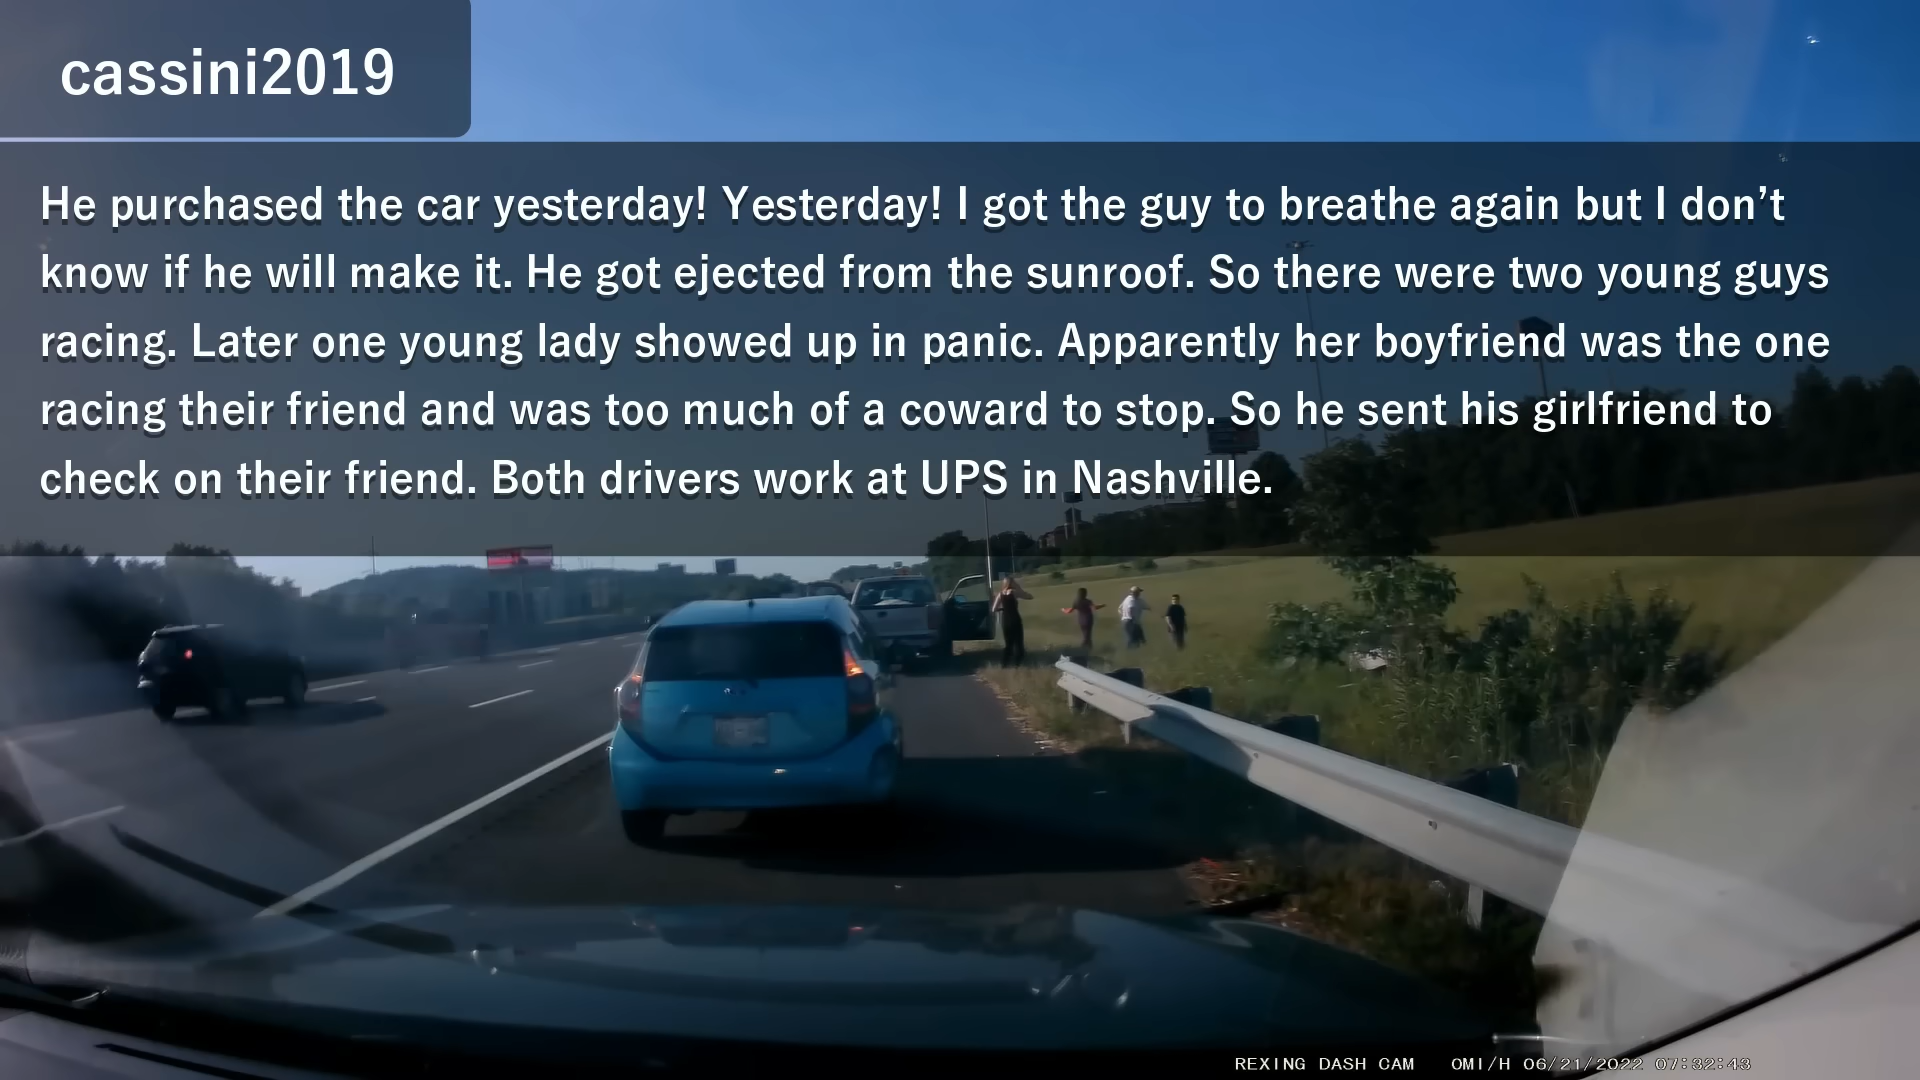 cassini2019
He purchased the car yesterday! Yesterday! I got the guy to breathe again but I don’t
know if he will make it. He got ejected from the sunroof. So there were two young guys
racing. Later one young lady showed up in panic. Apparently her boyfriend was the one
racing their friend and was too much of a coward to stop. So he sent his girlfriend to
check on their friend. Both drivers work at UPS in Nashville.
REXING DASH CAM OMI/H 06/21/2022 07:32:43